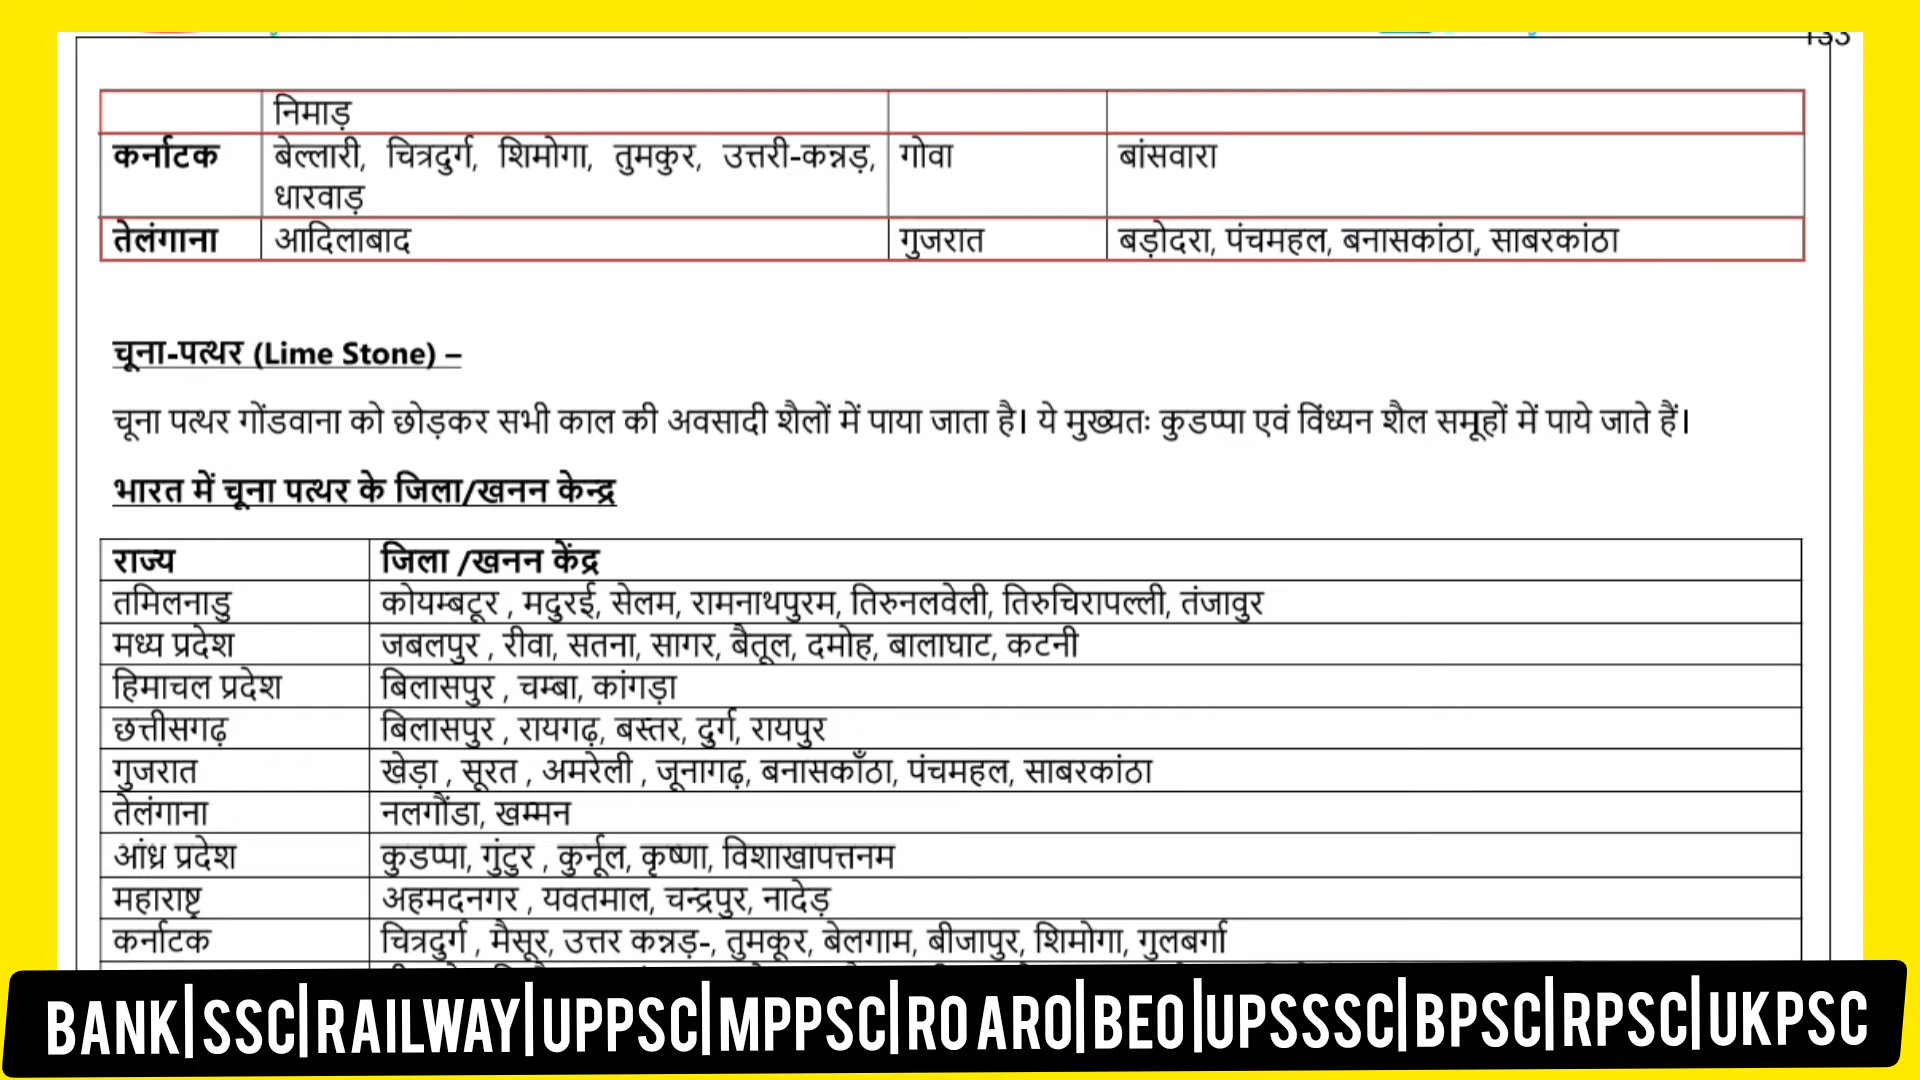 133
निमाड़
कर्नाटक बेल्लारी, चित्रदुर्ग, शिमोगा, तुमकुर, उत्तरी-कन्नड़, गोवा बांसवारा
धारवाड़
तेलंगाना आदिलाबाद गुजरात बड़ोदरा, पंचमहल, बनासकांठा, साबरकांठा
चूना-पत्थर (Lime Stone) –
चूना पत्थर गोंडवाना को छोड़कर सभी काल की अवसादी शैलों में पाया जाता है। ये मुख्यतः कुडप्पा एवं विंध्यन शैल समूहों में पाये जाते हैं।
भारत में चूना पत्थर के जिला/खनन केन्द्र
राज्य जिला /खनन केंद्र
तमिलनाडु कोयम्बटूर , मदुरई, सेलम, रामनाथपुरम, तिरुनलवेली, तिरुचिरापल्ली, तंजावुर
मध्य प्रदेश जबलपुर , रीवा, सतना, सागर, बैतूल, दमोह, बालाघाट, कटनी
हिमाचल प्रदेश बिलासपुर , चम्बा, कांगड़ा
छत्तीसगढ़ बिलासपुर , रायगढ़, बस्तर, दुर्ग, रायपुर
गुजरात खेड़ा , सूरत , अमरेली , जूनागढ़, बनासकाँठा, पंचमहल, साबरकांठा
तेलंगाना नलगौंडा, खम्मन
आंध्र प्रदेश कुडप्पा, गुंटुर , कुर्नूल, कृष्णा, विशाखापत्तनम
महाराष्ट्र अहमदनगर , यवतमाल, चन्द्रपुर, नादेड़
कर्नाटक चित्रदुर्ग , मैसूर, उत्तर कन्नड़-, तुमकूर, बेलगाम, बीजापुर, शिमोगा, गुलबर्गा
BANK|SSC|RAILWAY|UPPSC|MPPSC|RO ARO|BEO|UPSSSC|BPSC|RPSC|UKPSC